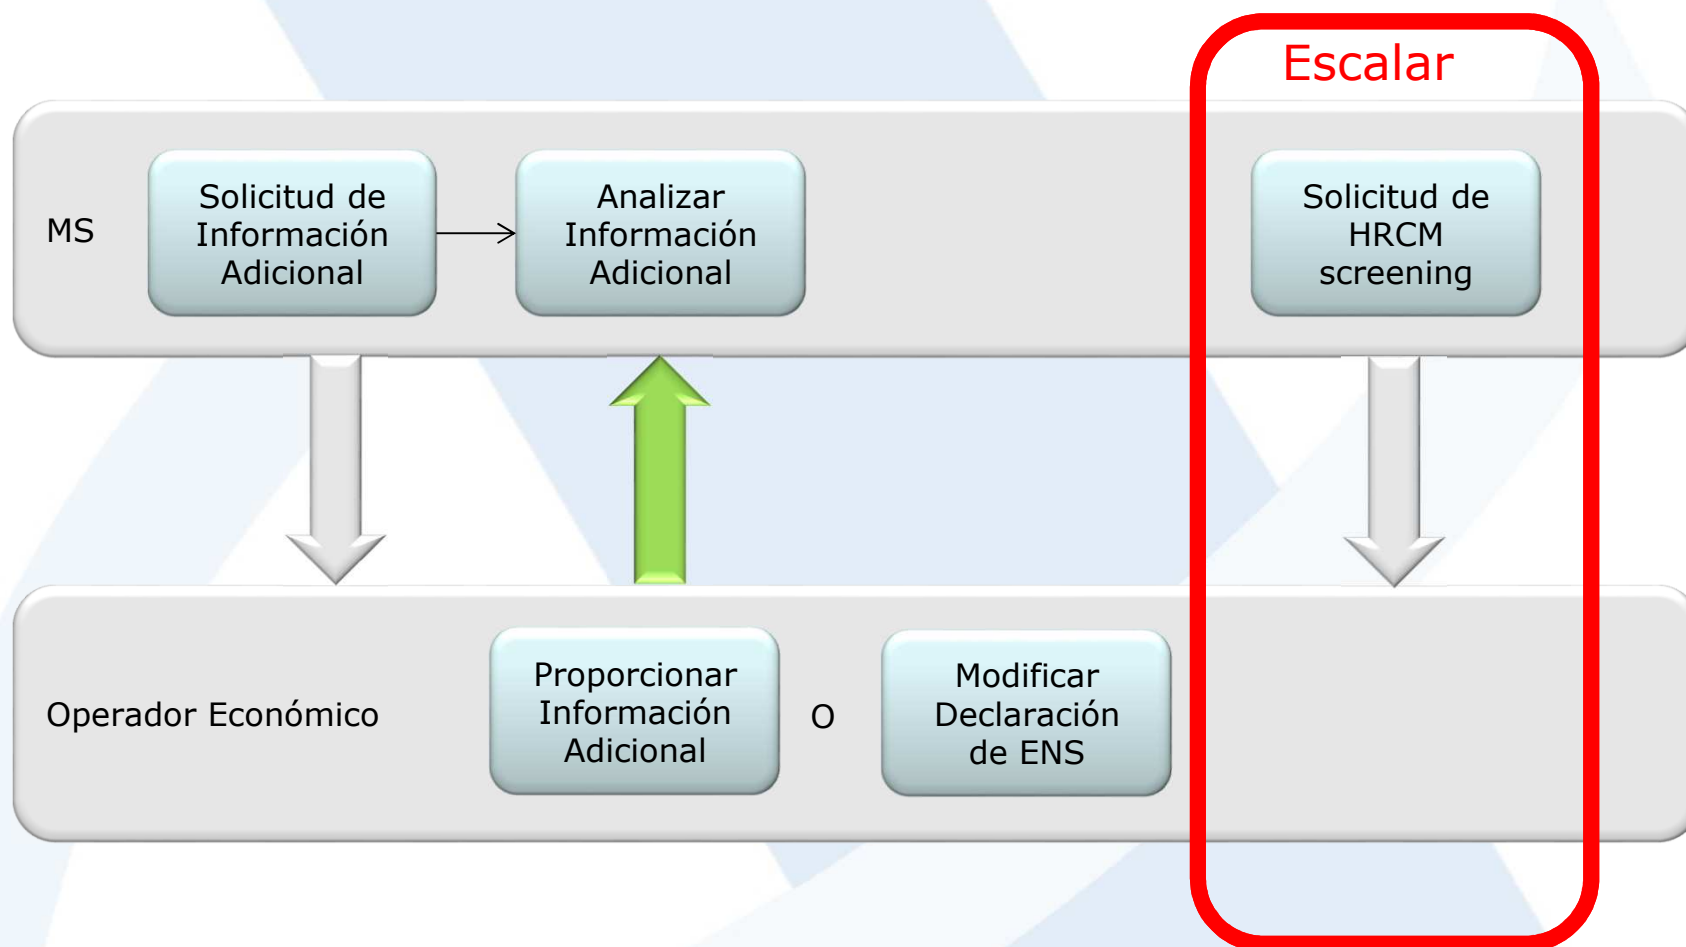 Escalar
MS
Solicitud de
Información
Adicional
Analizar
Información
Adicional
Solicitud de
HRCM
screening
Operador Económico
Proporcionar
Información
Adicional
O
Modificar
Declaración
de ENS